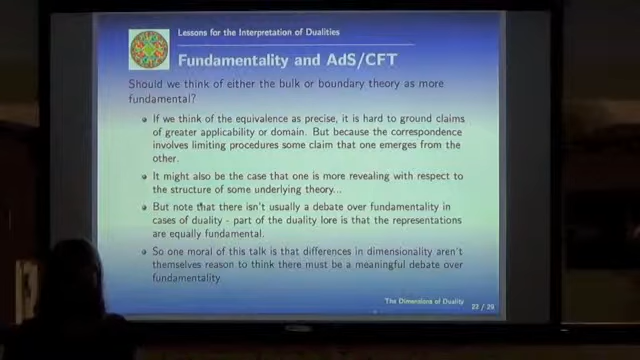 Lessons for the Interpretation of Dualities
Fundamentality and AdS/CFT
Should we think of either the bulk or boundary theory as more
fundamental?
If we think of the equivalence as precise, it is hard to ground claims
of greater applicability or domain. But because the correspondence
involves limiting procedures some claim that one emerges from the
other.
It might also be the case that one is more revealing with respect to
the structure of some underlying theory...
But note that there isn't usually a debate over fundamentality in
cases of duality - part of the duality lore is that the representations
are equally fundamental.
So one moral of this talk is that differences in dimensionality aren't
themselves reason to think there must be a meaningful debate over
fundamentality
The Dimensions of Duality
23 / 29